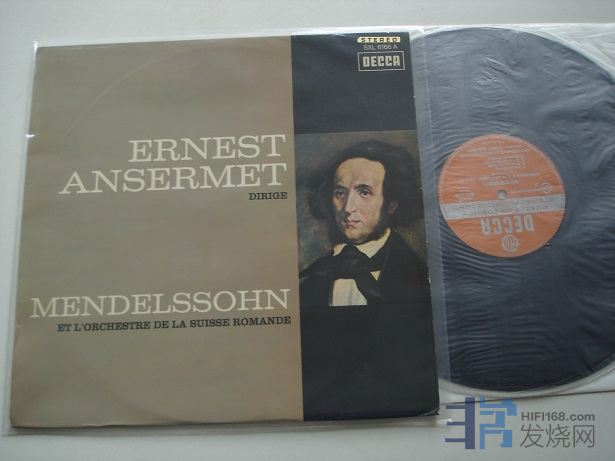 STEREO
SXL 6166 A
DECCA
ERNEST
ANSERMET
DIRIGE
MENDELSSOHN
ET L'ORCHESTRE DE LA SUISSE ROMANDE
DECCA
HIFI168.com
发烧网